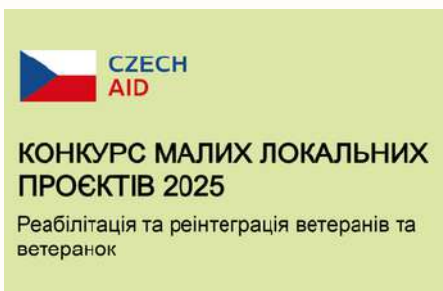 CZECH
AID
КОНКУРС МАЛИХ ЛОКАЛЬНИХ
ПРОЄКТІВ 2025
Реабілітація та реінтеграція ветеранів та
ветеранок